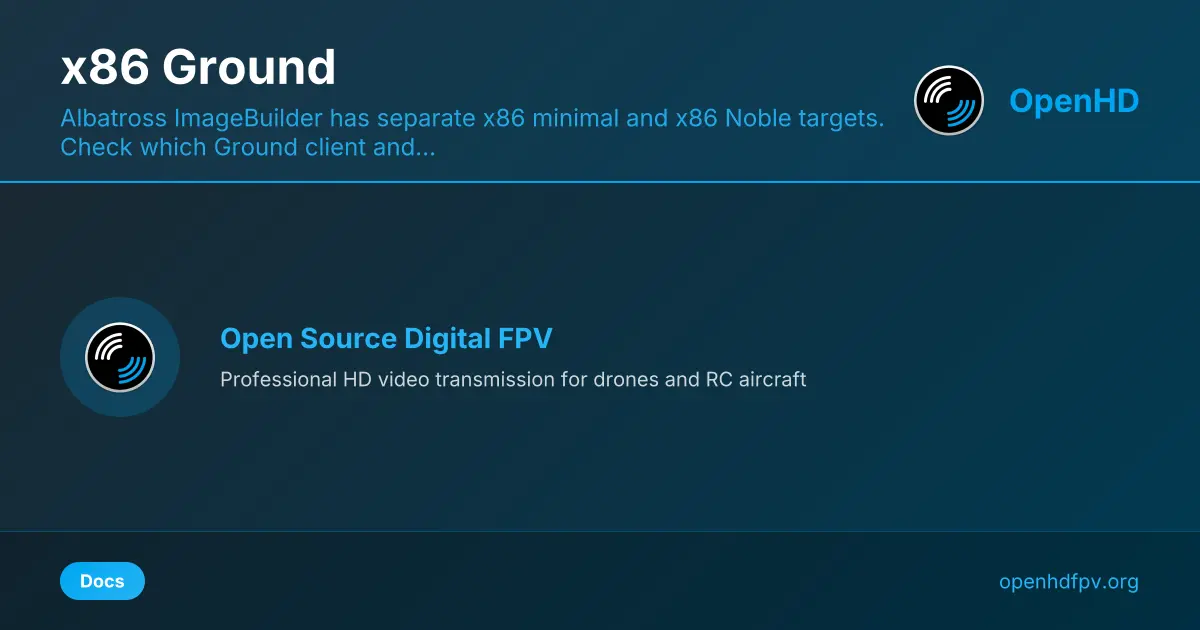 x86 Ground
Albatross ImageBuilder has separate x86 minimal and x86 Noble targets.
Check which Ground client and...
OpenHD
Open Source Digital FPV
Professional HD video transmission for drones and RC aircraft
Docs
openhdfpv.org